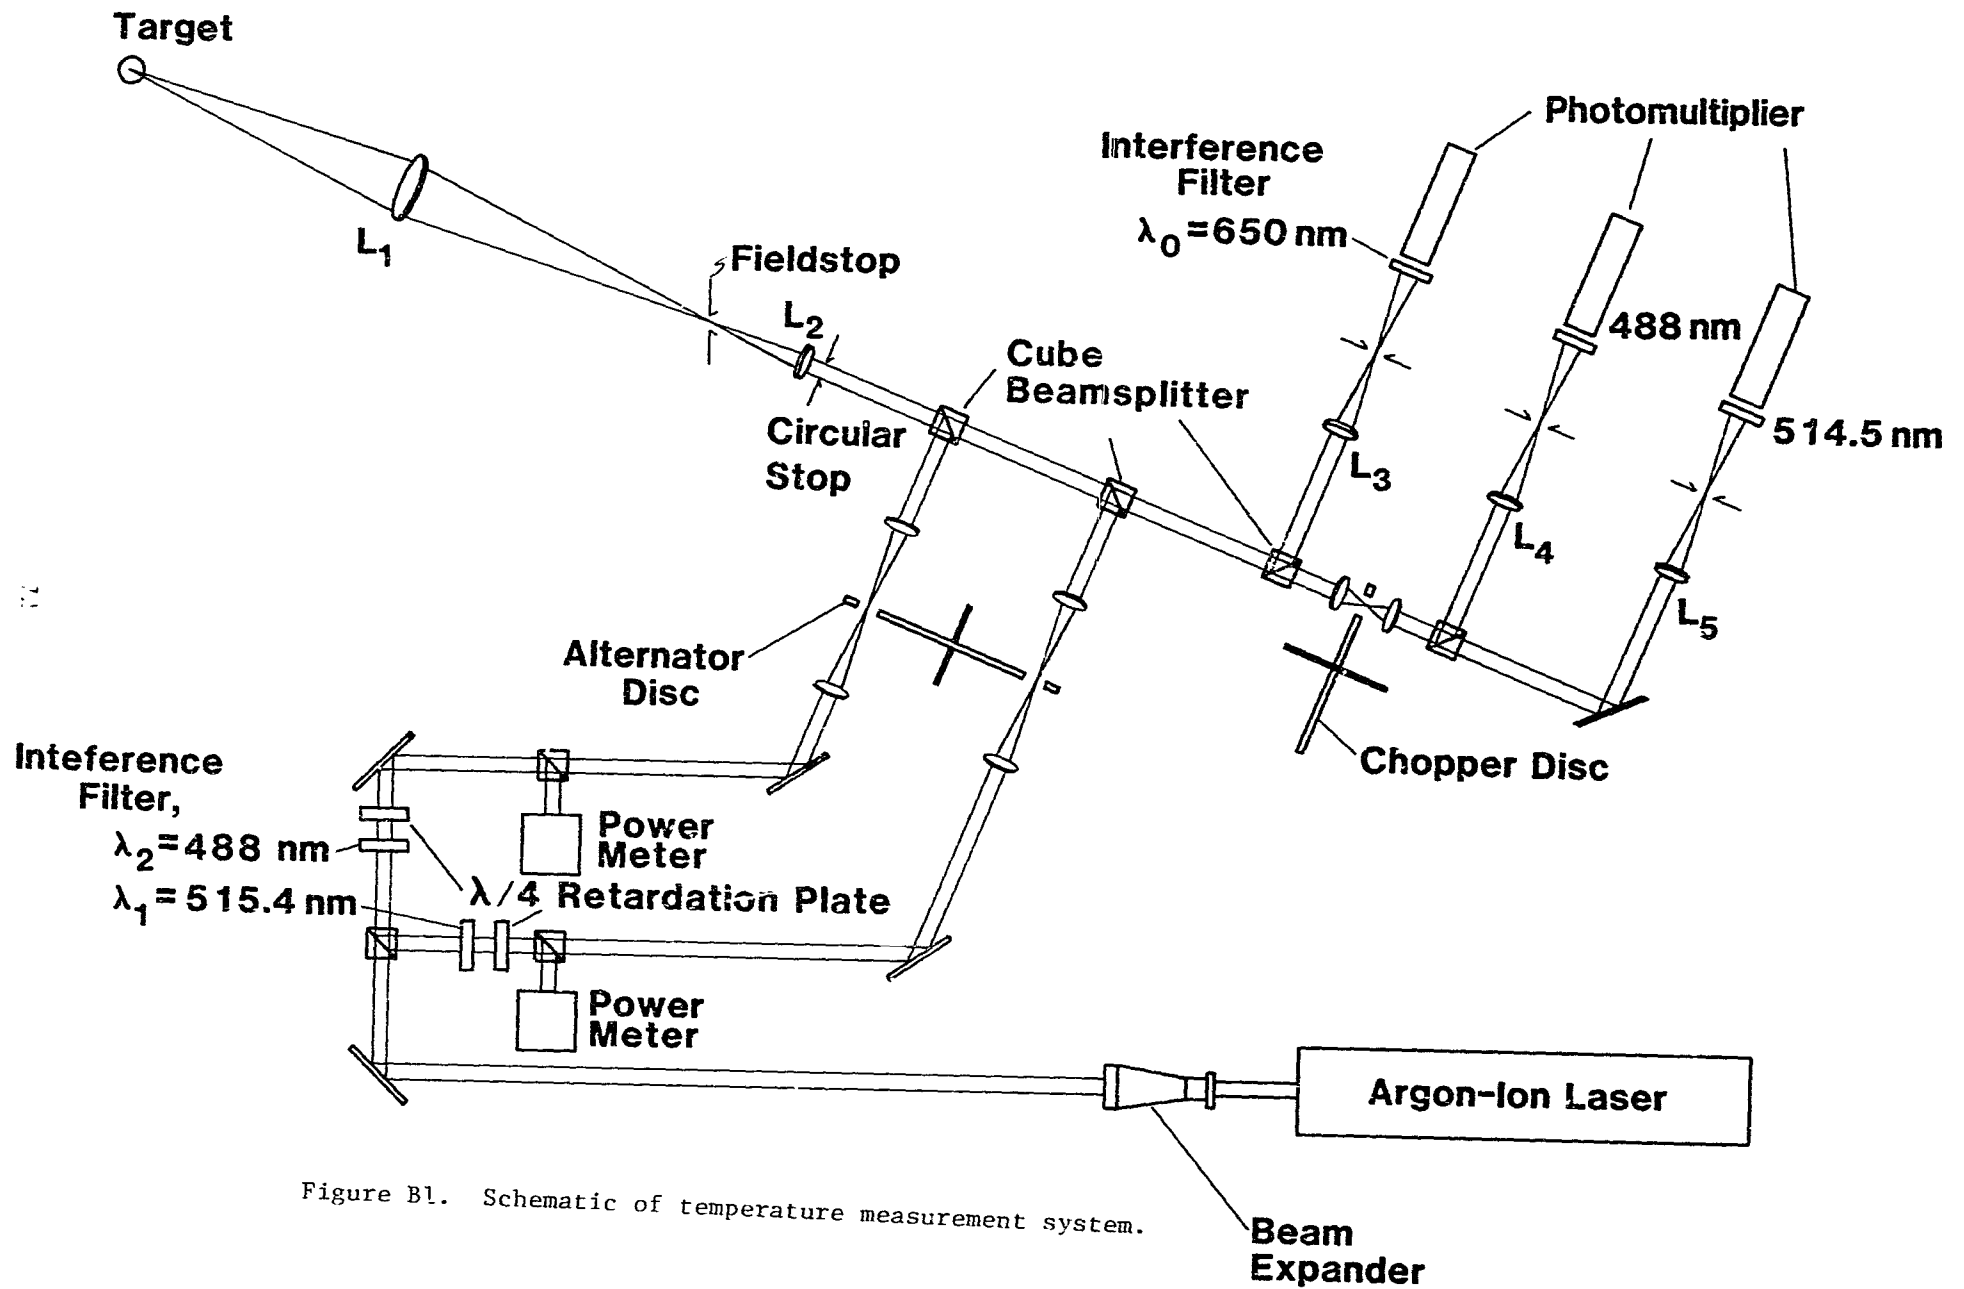 Target
Photomultiplier
Interference
Filter
λ0=650 nm
L1
Fieldstop
L2
488 nm
Cube
Beamsplitter
514.5 nm
Circular
Stop
L3
L4
L5
Alternator
Disc
Chopper Disc
Inteference
Filter,
λ2=488 nm
Power
Meter
λ/4 Retardation Plate
λ1=515.4 nm
Power
Meter
Argon-Ion Laser
Figure B1. Schematic of temperature measurement system.
Beam
Expander